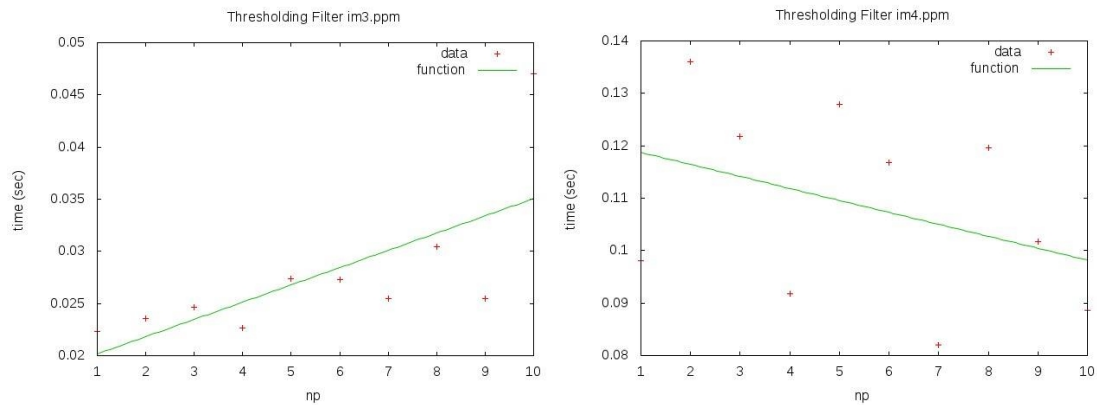 Thresholding Filter im3.ppm
0.05
0.045
0.04
0.035
0.03
0.025
0.02
time (sec)
data
function
1 2 3 4 5 6 7 8 9 10
np
Thresholding Filter im4.ppm
0.14
0.13
0.12
0.11
0.1
0.09
0.08
time (sec)
data
function
1 2 3 4 5 6 7 8 9 10
np